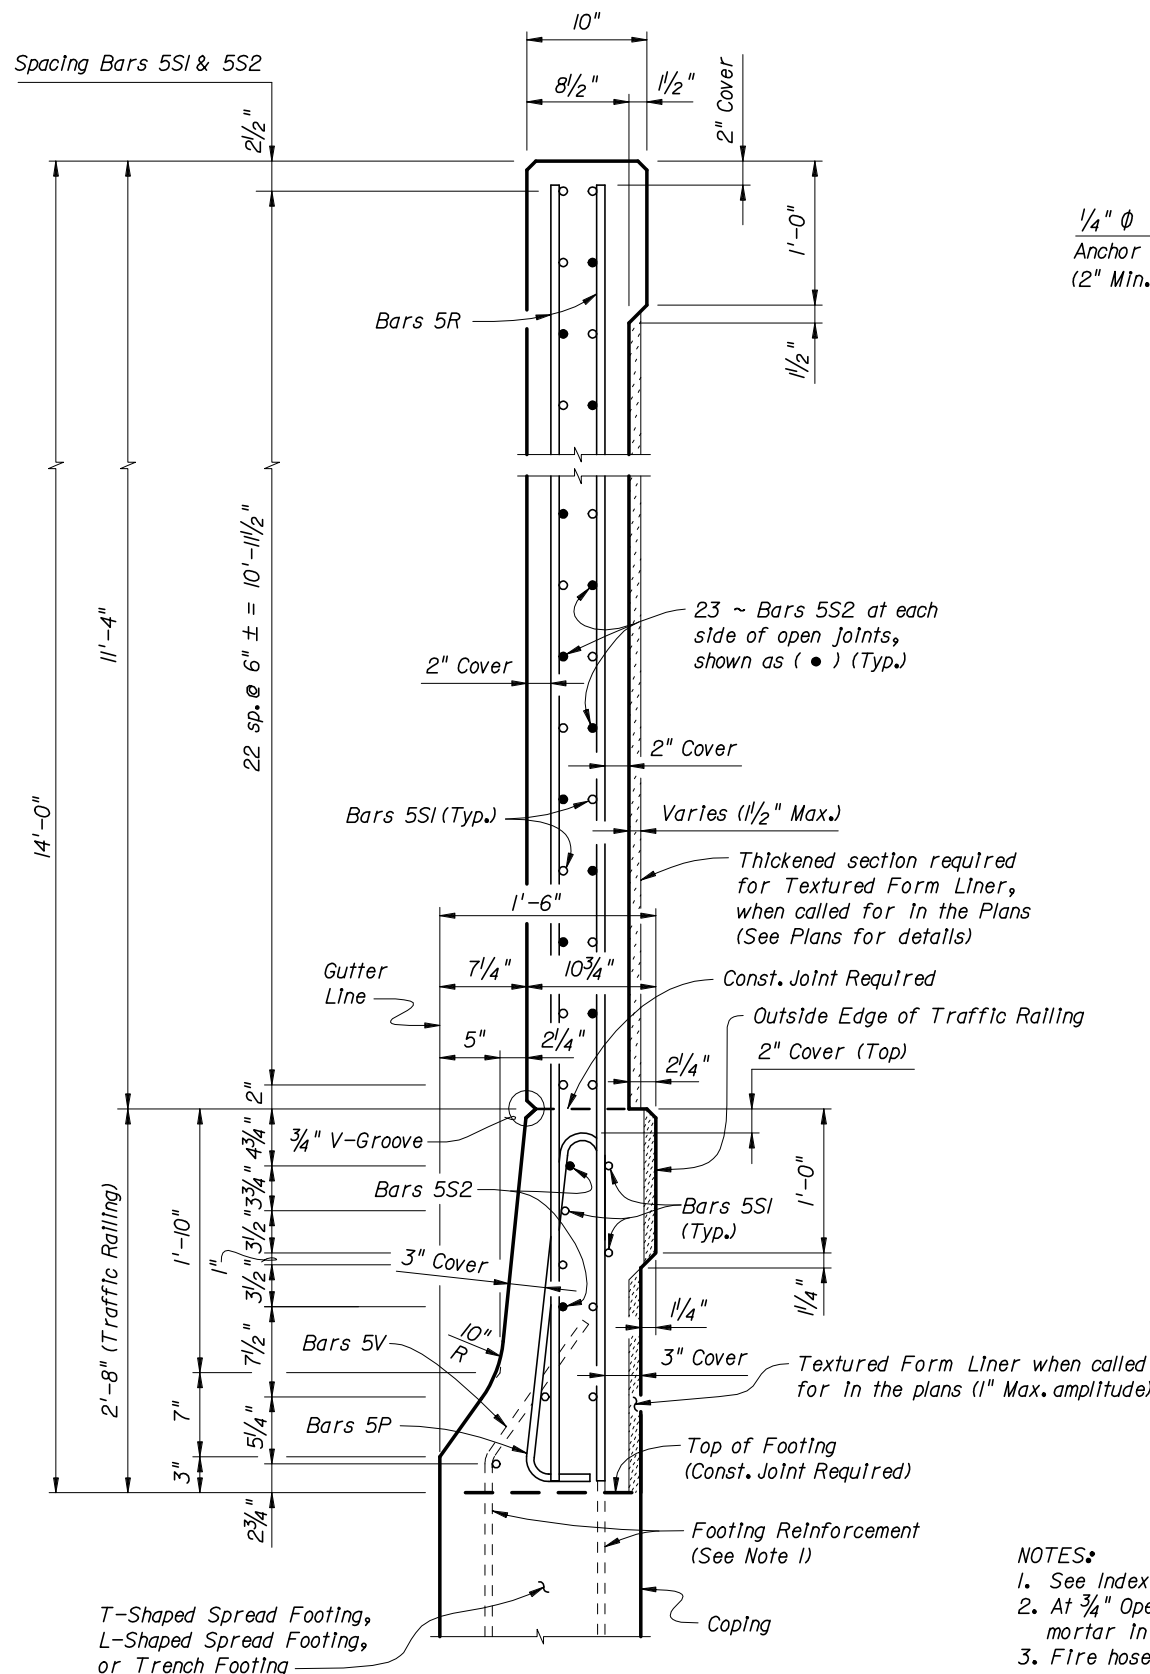 10"
Spacing Bars 5S1 & 5S2
8½"
1½"
2" Cover
2½"
1'-0"
¼" Φ
Anchor
(2" Min.
Bars 5R
1½"
22 sp. @ 6" ± = 10'-11½"
11'-4"
14'-0"
23 ~ Bars 5S2 at each
side of open joints,
shown as ( ● ) (Typ.)
2" Cover
2" Cover
Bars 5S1 (Typ.)
Varies (1½" Max.)
Thickened section required
for Textured Form Liner,
when called for in the Plans
(See Plans for details)
1'-6"
7¼"
10¾"
Gutter
Line
Const. Joint Required
Outside Edge of Traffic Railing
5"
2¼"
2" Cover (Top)
2¼"
2"
¾" V-Groove
4¾"
3¾"
3½"
1"
3½"
7½"
5¼"
2¾"
1'-10"
7"
3"
2'-8" (Traffic Railing)
Bars 5S2
Bars 5S1
(Typ.)
1'-0"
3" Cover
1¼"
1¼"
10"
R
Bars 5V
3" Cover
Textured Form Liner when called
for in the plans (1" Max. amplitude)
Bars 5P
Top of Footing
(Const. Joint Required)
Footing Reinforcement
(See Note 1)
Coping
T-Shaped Spread Footing,
L-Shaped Spread Footing,
or Trench Footing
NOTES:
1. See Index
2. At ¾" Ope
mortar in
3. Fire hose